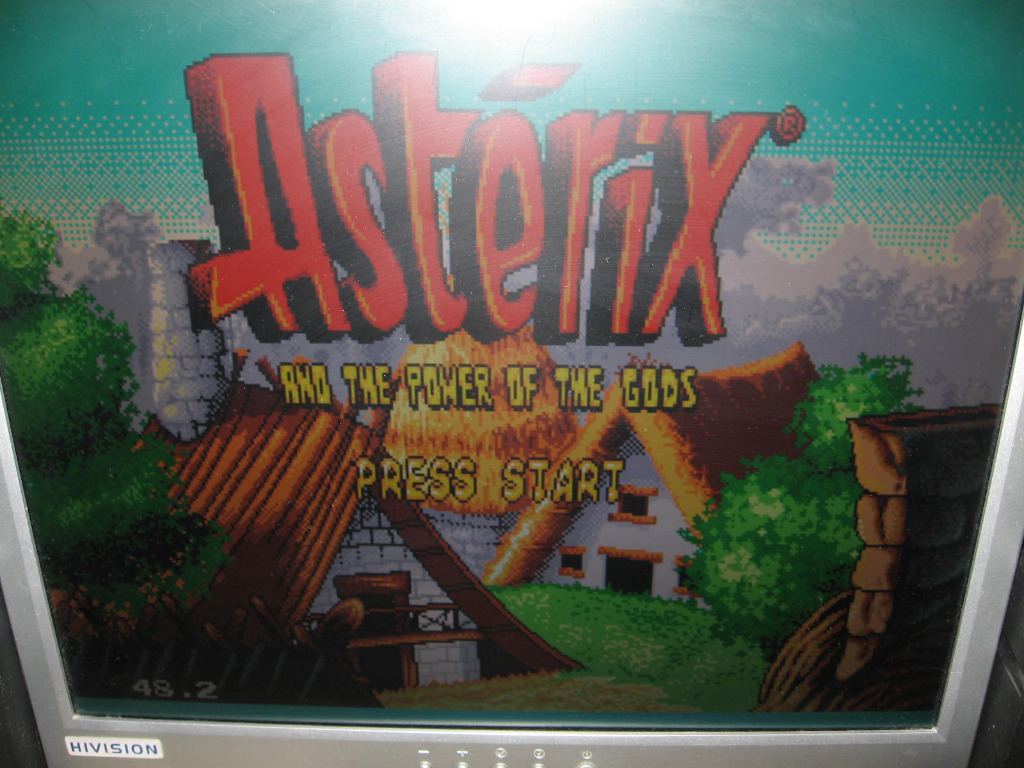 Astérix®
AND THE POWER OF THE GODS
PRESS START
48.2
HIVISION